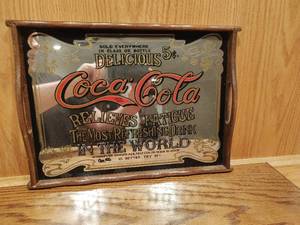 SOLD EVERYWHERE
IN GLASS OR BOTTLE
DELICIOUS 5¢
Coca-Cola
RELIEVES FATIGUE
THE MOST REFRESHING DRINK
IN THE WORLD